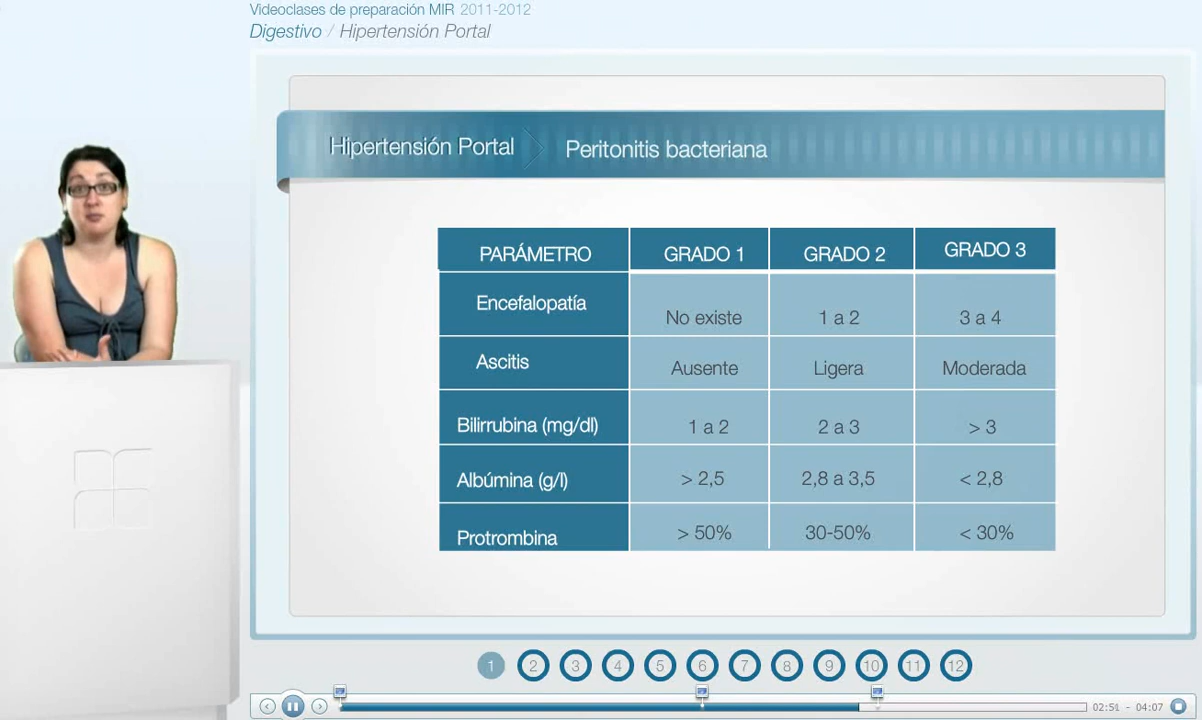 Videoclases de preparación MIR 2011-2012
Digestivo / Hipertensión Portal
Hipertensión Portal Peritonitis bacteriana
PARÁMETRO GRADO 1 GRADO 2 GRADO 3
Encefalopatía No existe 1 a 2 3 a 4
Ascitis Ausente Ligera Moderada
Bilirrubina (mg/dl) 1 a 2 2 a 3 > 3
Albúmina (g/l) > 2,5 2,8 a 3,5 < 2,8
Protrombina > 50% 30-50% < 30%
1 2 3 4 5 6 7 8 9 10 11 12
02:51 - 04:07